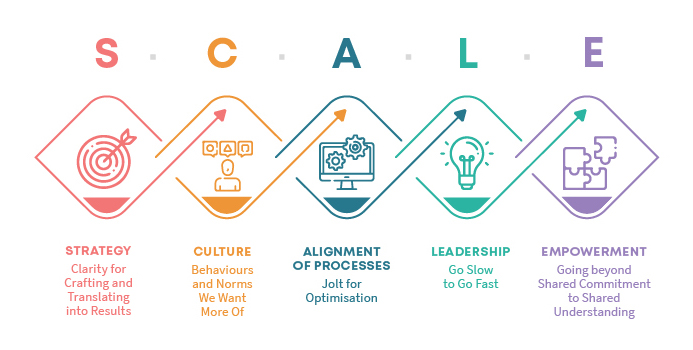 S · C · A · L · E
STRATEGY
Clarity for
Crafting and
Translating
into Results
CULTURE
Behaviours
and Norms
We Want
More Of
ALIGNMENT
OF PROCESSES
Jolt for
Optimisation
LEADERSHIP
Go Slow
to Go Fast
EMPOWERMENT
Going beyond
Shared Commitment
to Shared
Understanding